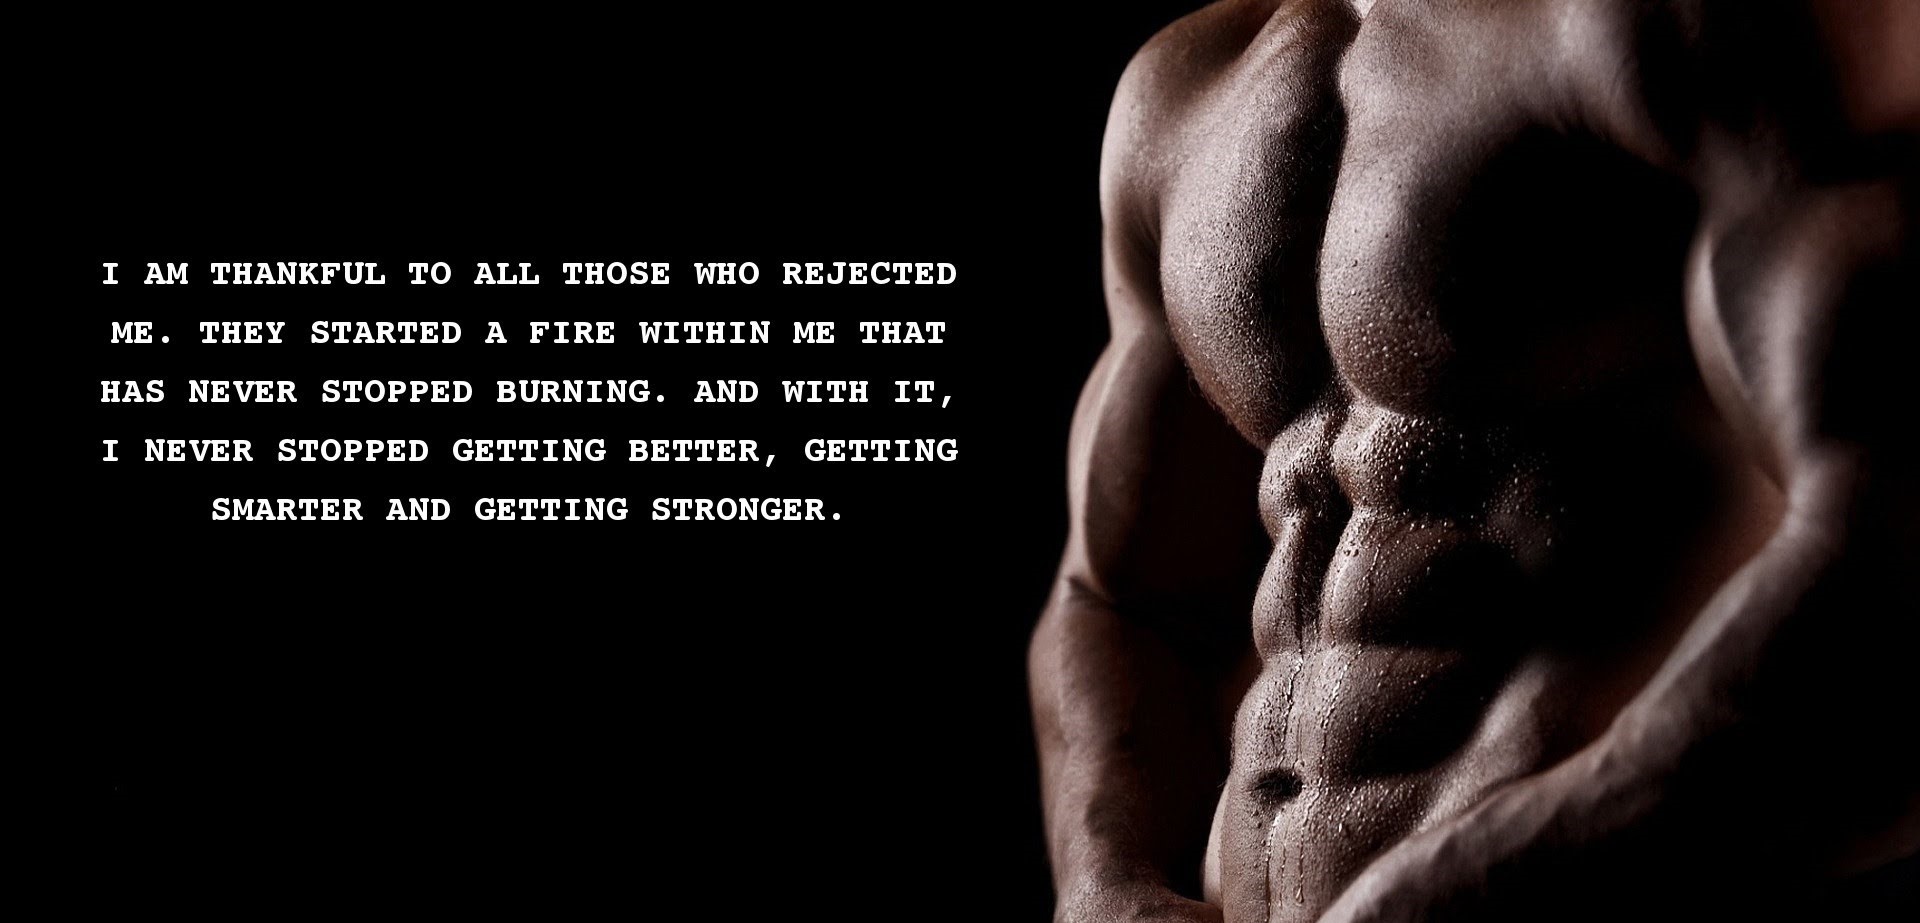 I AM THANKFUL TO ALL THOSE WHO REJECTED
ME. THEY STARTED A FIRE WITHIN ME THAT
HAS NEVER STOPPED BURNING. AND WITH IT,
I NEVER STOPPED GETTING BETTER, GETTING
SMARTER AND GETTING STRONGER.